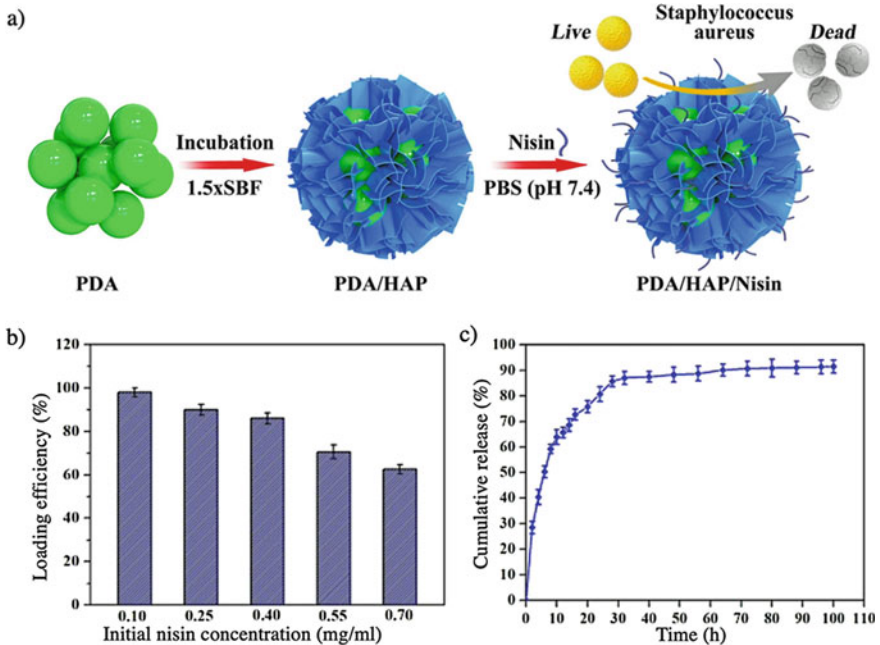 a)
Live
Staphylococcus
aureus
Dead
Incubation
1.5xSBF
Nisin
PBS (pH 7.4)
PDA
PDA/HAP
PDA/HAP/Nisin
b)
Loading efficiency (%)
120
100
80
60
40
20
0
0.10 0.25 0.40 0.55 0.70
Initial nisin concentration (mg/ml)
c)
Cumulative release (%)
100
90
80
70
60
50
40
30
20
10
0
0 10 20 30 40 50 60 70 80 90 100 110
Time (h)